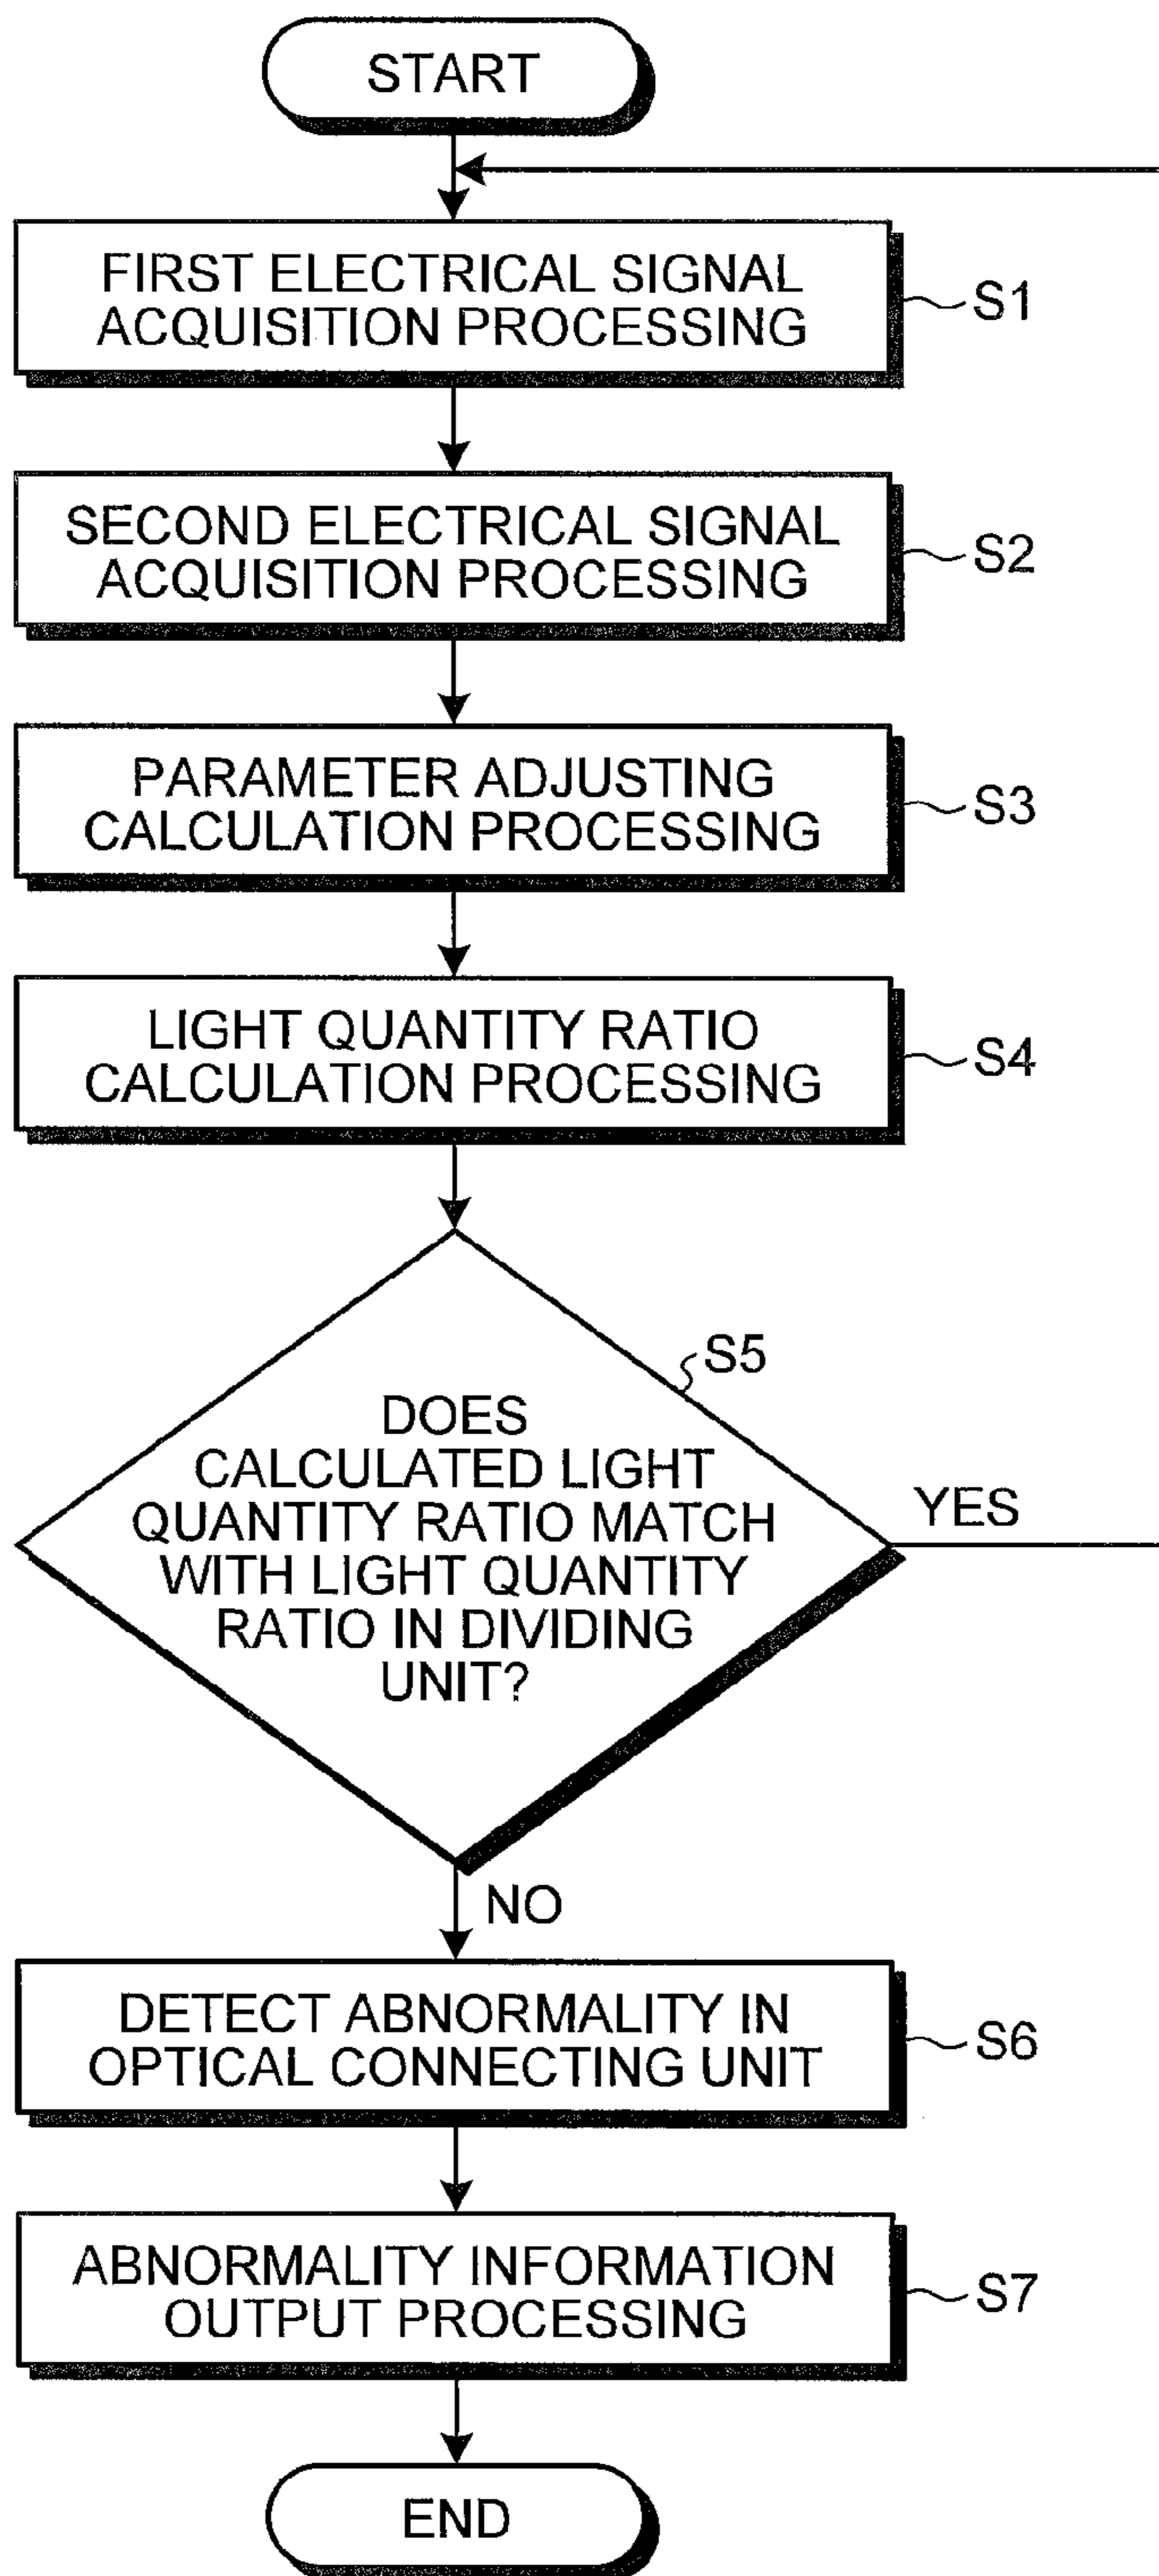 START
FIRST ELECTRICAL SIGNAL
ACQUISITION PROCESSING
S1
SECOND ELECTRICAL SIGNAL
ACQUISITION PROCESSING
S2
PARAMETER ADJUSTING
CALCULATION PROCESSING
S3
LIGHT QUANTITY RATIO
CALCULATION PROCESSING
S4
S5
DOES
CALCULATED LIGHT
QUANTITY RATIO MATCH
WITH LIGHT QUANTITY
RATIO IN DIVIDING
UNIT?
YES
NO
DETECT ABNORMALITY IN
OPTICAL CONNECTING UNIT
S6
ABNORMALITY INFORMATION
OUTPUT PROCESSING
S7
END